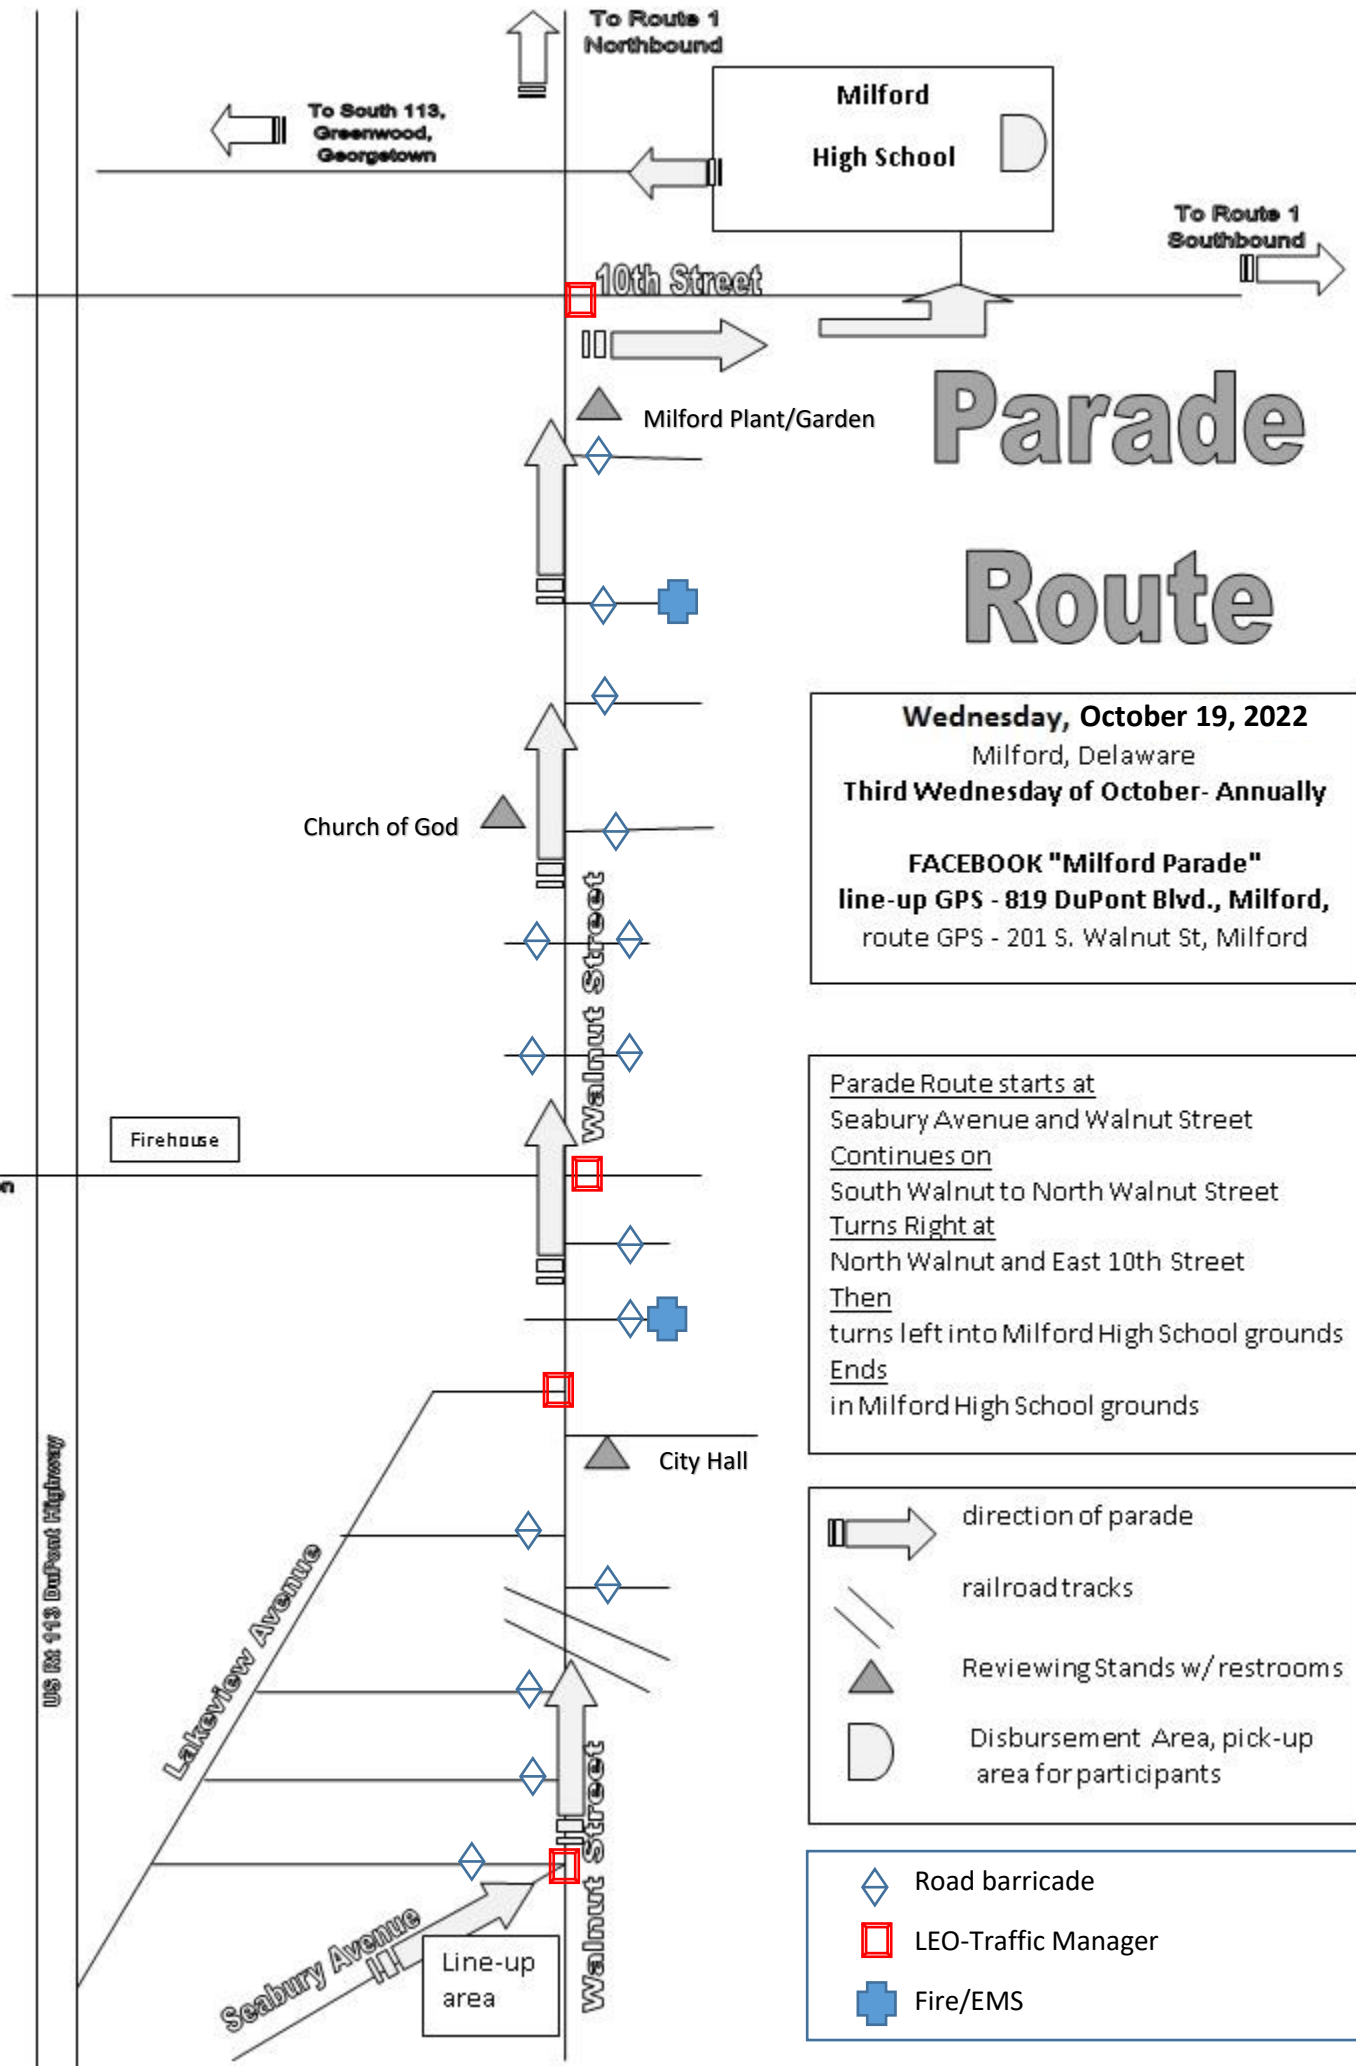 To Route 1
Northbound
To South 113,
Greenwood,
Georgetown
Milford
High School
To Route 1
Southbound
10th Street
Milford Plant/Garden
Parade
Route
Wednesday, October 19, 2022
Milford, Delaware
Third Wednesday of October- Annually
FACEBOOK "Milford Parade"
line-up GPS - 819 DuPont Blvd., Milford,
route GPS - 201 S. Walnut St, Milford
Church of God
Walnut Street
Firehouse
Parade Route starts at
Seabury Avenue and Walnut Street
Continues on
South Walnut to North Walnut Street
Turns Right at
North Walnut and East 10th Street
Then
turns left into Milford High School grounds
Ends
in Milford High School grounds
City Hall
US Rt 113 DuPont Highway
Lakeview Avenue
direction of parade
railroad tracks
Reviewing Stands w/ restrooms
Disbursement Area, pick-up
area for participants
Walnut Street
Seabury Avenue
Line-up
area
Road barricade
LEO-Traffic Manager
Fire/EMS